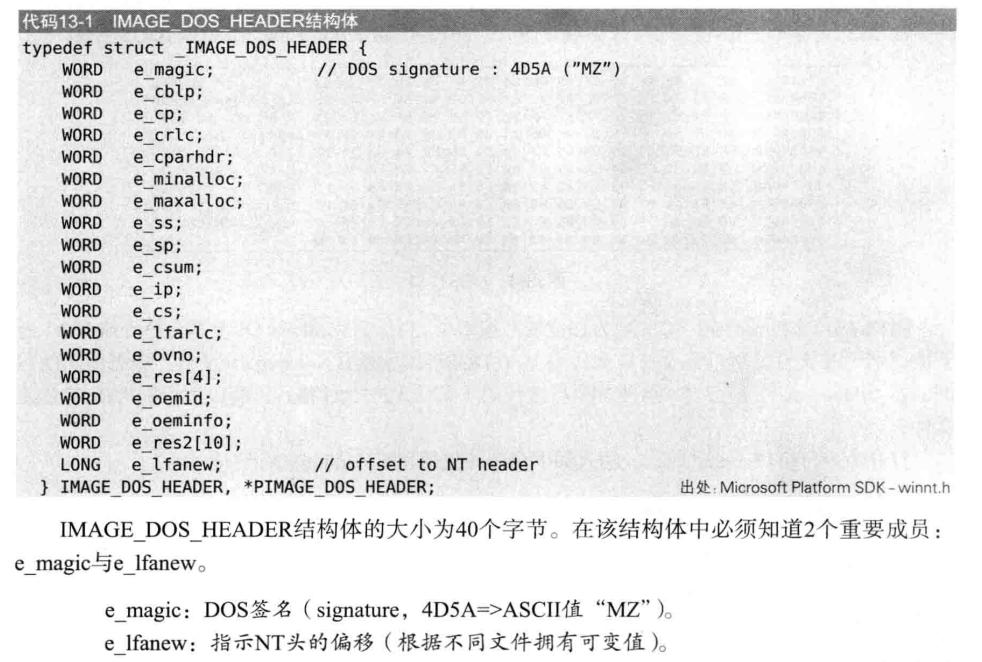 代码13-1 IMAGE_DOS_HEADER结构体
typedef struct _IMAGE_DOS_HEADER {
WORD e_magic; // DOS signature : 4D5A ("MZ")
WORD e_cblp;
WORD e_cp;
WORD e_crlc;
WORD e_cparhdr;
WORD e_minalloc;
WORD e_maxalloc;
WORD e_ss;
WORD e_sp;
WORD e_csum;
WORD e_ip;
WORD e_cs;
WORD e_lfarlc;
WORD e_ovno;
WORD e_res[4];
WORD e_oemid;
WORD e_oeminfo;
WORD e_res2[10];
LONG e_lfanew; // offset to NT header
} IMAGE_DOS_HEADER, *PIMAGE_DOS_HEADER;
出处:Microsoft Platform SDK-winnt.h
IMAGE_DOS_HEADER结构体的大小为40个字节。在该结构体中必须知道2个重要成员：
e_magic与e_lfanew。
e_magic：DOS签名（signature，4D5A=>ASCII值“MZ”）。
e_lfanew：指示NT头的偏移（根据不同文件拥有可变值）。